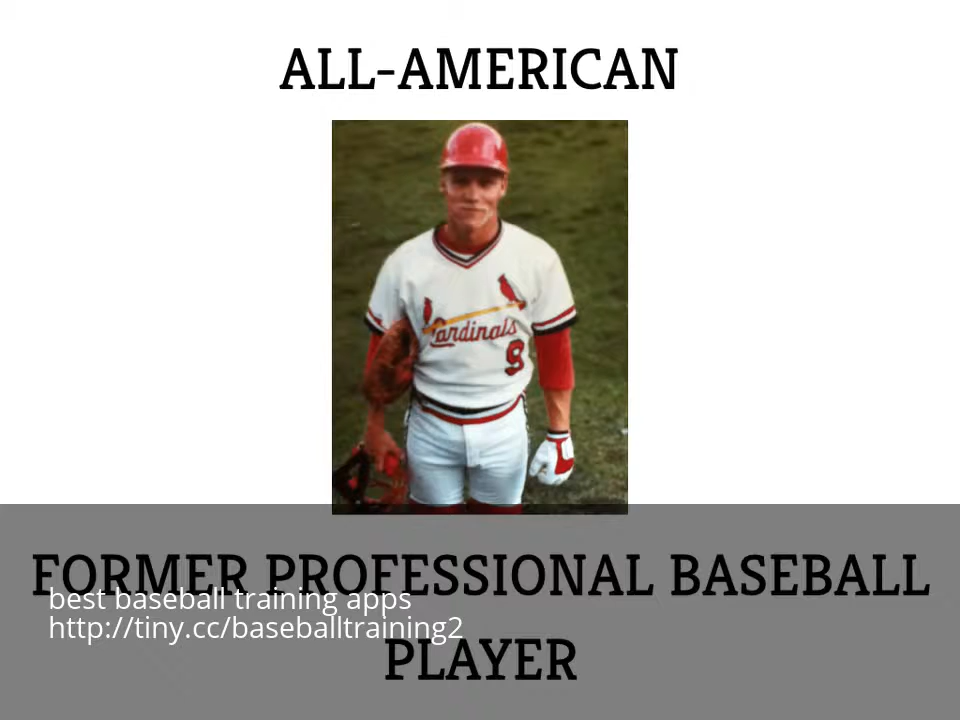 ALL-AMERICAN
Cardinals
9
FORMER PROFESSIONAL BASEBALL
best baseball training apps
http://tiny.cc/baseballtraining2
PLAYER